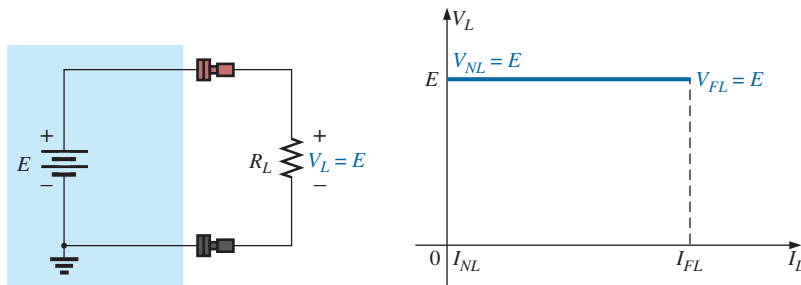 +
E
−
R_L
+
V_L = E
−
V_L
V_NL = E
E
V_FL = E
0
I_NL
I_FL
I_L